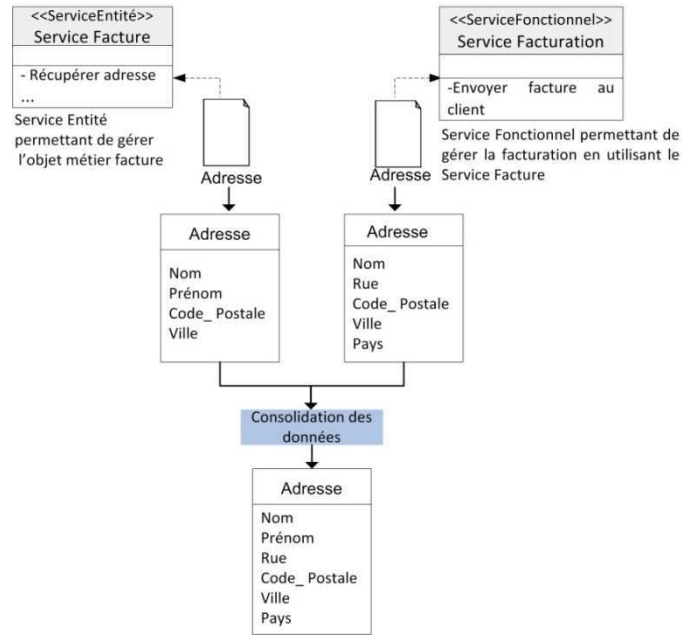 <<ServiceEntité>>
Service Facture
- Récupérer adresse
...
Service Entité
permettant de gérer
l'objet métier facture
<<ServiceFonctionnel>>
Service Facturation
-Envoyer facture au
client
Service Fonctionnel permettant de
gérer la facturation en utilisant le
Service Facture
Adresse
Adresse
Adresse
Nom
Prénom
Code_ Postale
Ville
Adresse
Nom
Rue
Code_ Postale
Ville
Pays
Consolidation des
données
Adresse
Nom
Prénom
Rue
Code_ Postale
Ville
Pays